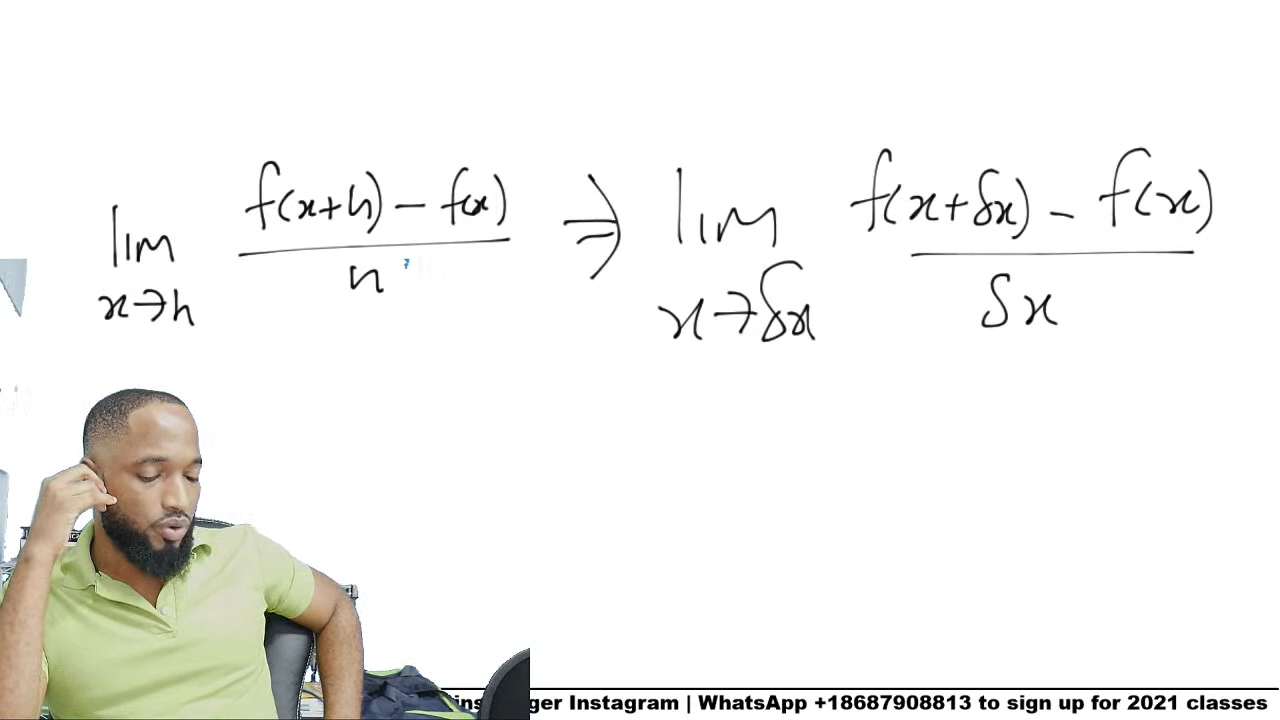 lim f(x+h) − f(x) ⇒ lim f(x+δx) − f(x)
x→h h x→δx δx
ger Instagram | WhatsApp +18687908813 to sign up for 2021 classes